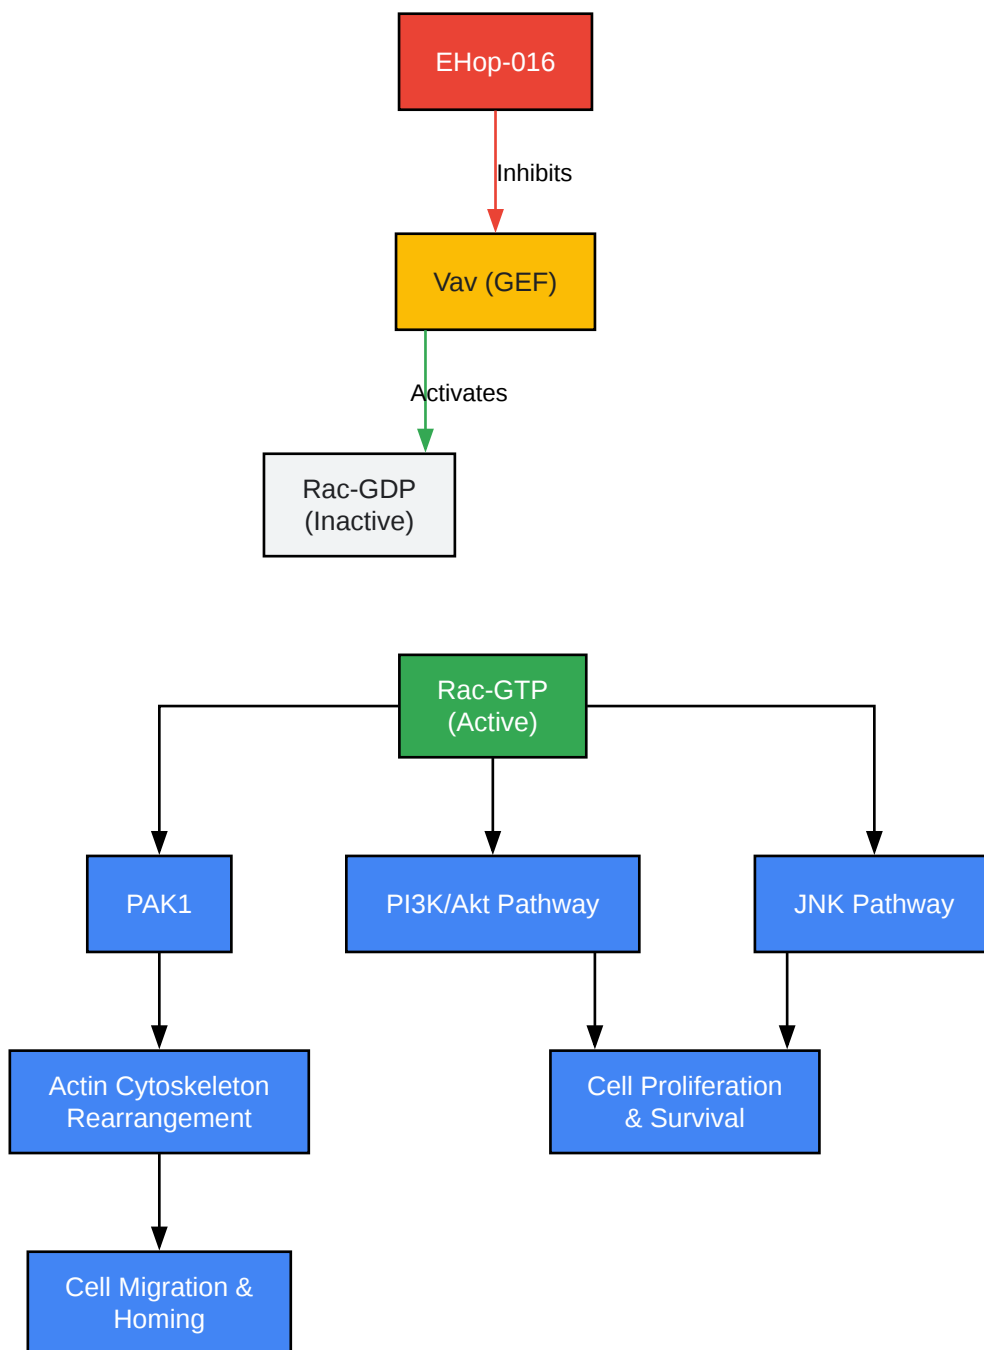 EHop-016
Inhibits
Vav (GEF)
Activates
Rac-GDP
(Inactive)
Rac-GTP
(Active)
PAK1
PI3K/Akt Pathway
JNK Pathway
Actin Cytoskeleton
Rearrangement
Cell Proliferation
& Survival
Cell Migration &
Homing